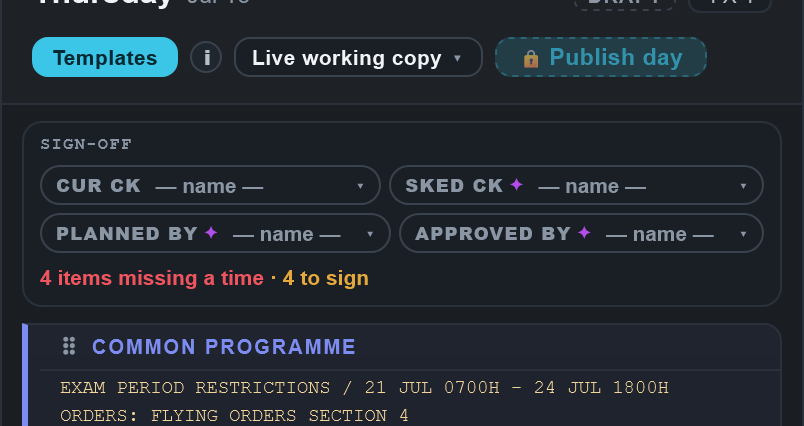 Templates i Live working copy Publish day
SIGN-OFF
CUR CK — name — SKED CK — name —
PLANNED BY — name — APPROVED BY — name —
4 items missing a time · 4 to sign
COMMON PROGRAMME
EXAM PERIOD RESTRICTIONS / 21 JUL 0700H – 24 JUL 1800H
ORDERS: FLYING ORDERS SECTION 4